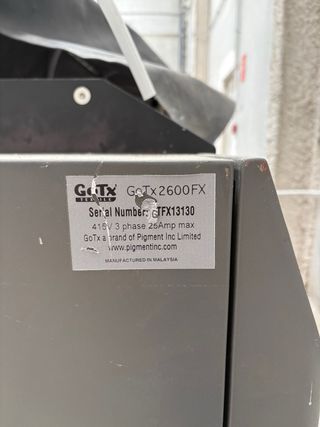 GoTx GoTx2600FX
TEXTILE
Serial Number: GTFX13130
415V 3 phase 25Amp max
GoTx a brand of Pigment Inc Limited
www.pigmentinc.com
MANUFACTURED IN MALAYSIA